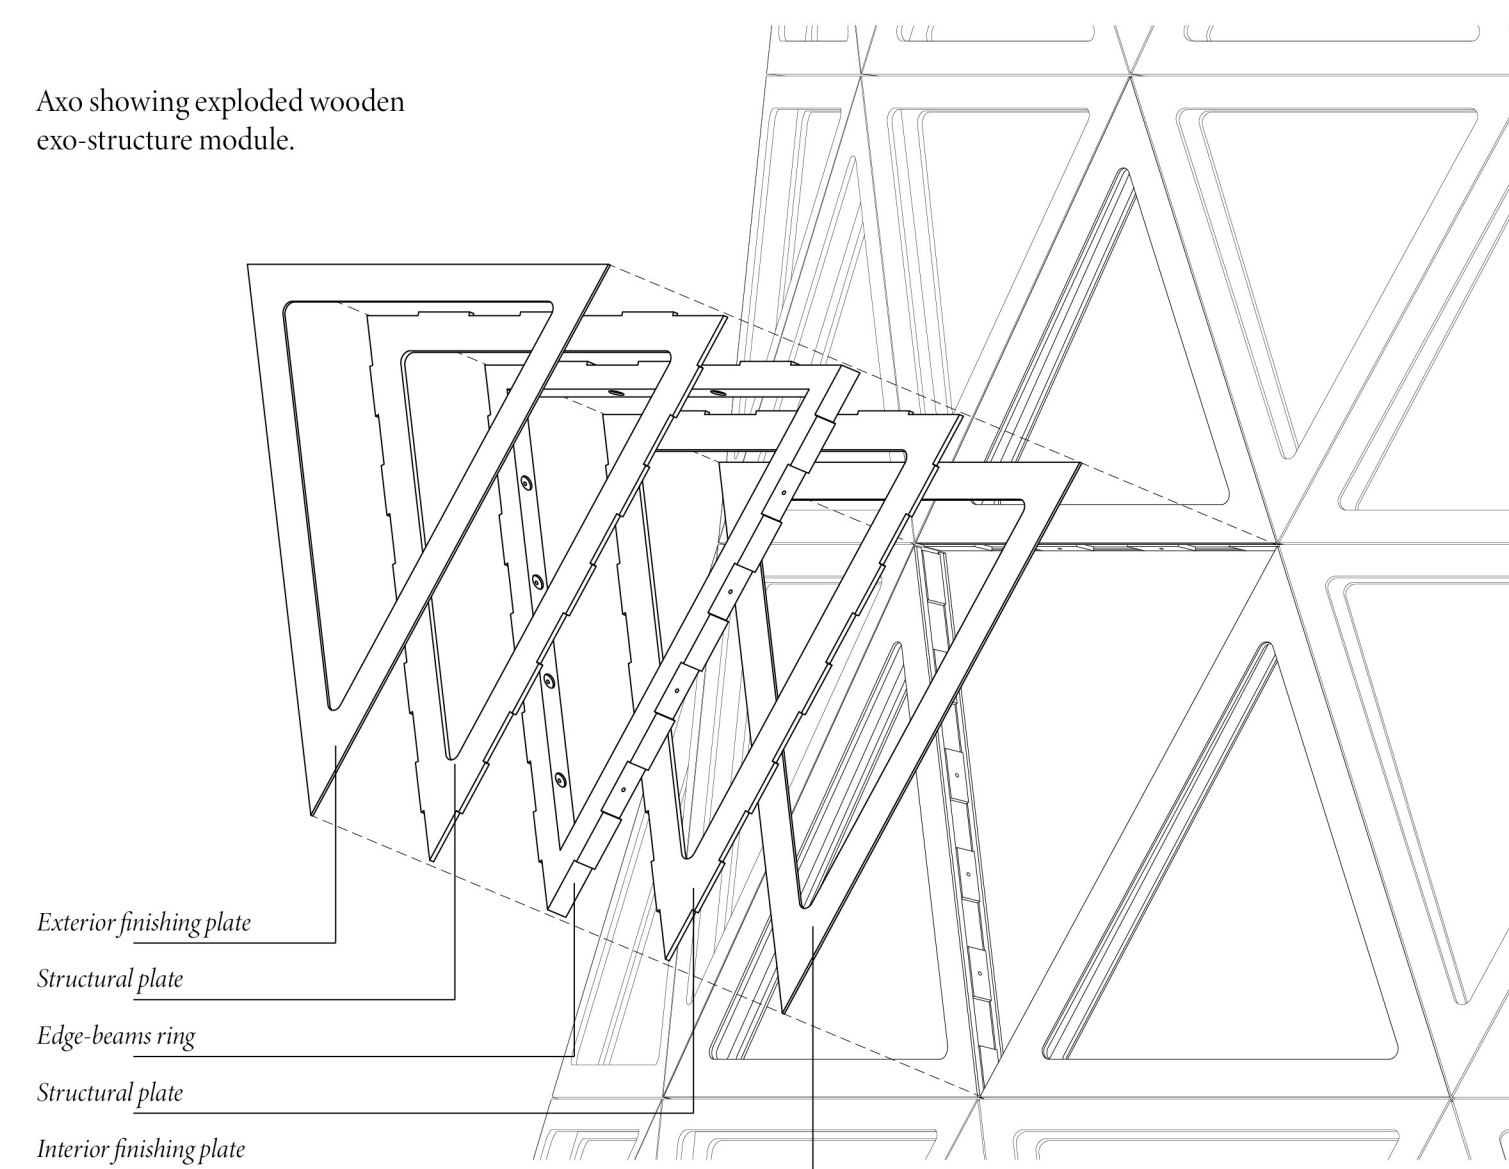 Axo showing exploded wooden
exo-structure module.
Exterior finishing plate
Structural plate
Edge-beams ring
Structural plate
Interior finishing plate